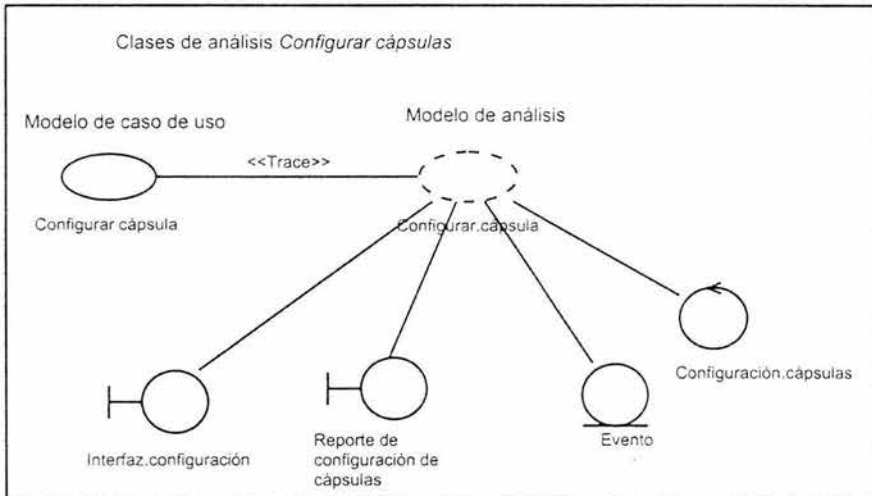 Clases de análisis Configurar cápsulas
Modelo de caso de uso
Modelo de análisis
<<Trace>>
Configurar cápsula
Configurar.cápsula
Configuración.cápsulas
Interfaz.configuración
Reporte de
configuración de
cápsulas
Evento